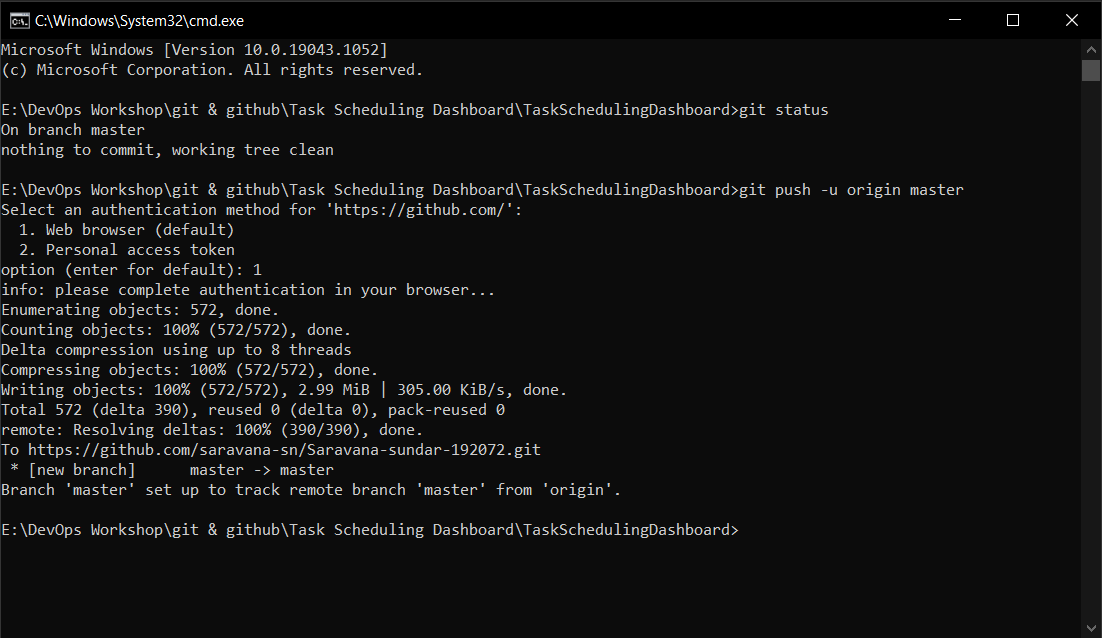 C:\Windows\System32\cmd.exe
Microsoft Windows [Version 10.0.19043.1052]
(c) Microsoft Corporation. All rights reserved.
E:\DevOps Workshop\git & github\Task Scheduling Dashboard\TaskSchedulingDashboard>git status
On branch master
nothing to commit, working tree clean
E:\DevOps Workshop\git & github\Task Scheduling Dashboard\TaskSchedulingDashboard>git push -u origin master
Select an authentication method for 'https://github.com/':
  1. Web browser (default)
  2. Personal access token
option (enter for default): 1
info: please complete authentication in your browser...
Enumerating objects: 572, done.
Counting objects: 100% (572/572), done.
Delta compression using up to 8 threads
Compressing objects: 100% (572/572), done.
Writing objects: 100% (572/572), 2.99 MiB | 305.00 KiB/s, done.
Total 572 (delta 390), reused 0 (delta 0), pack-reused 0
remote: Resolving deltas: 100% (390/390), done.
To https://github.com/saravana-sn/Saravana-sundar-192072.git
 * [new branch]      master -> master
Branch 'master' set up to track remote branch 'master' from 'origin'.
E:\DevOps Workshop\git & github\Task Scheduling Dashboard\TaskSchedulingDashboard>